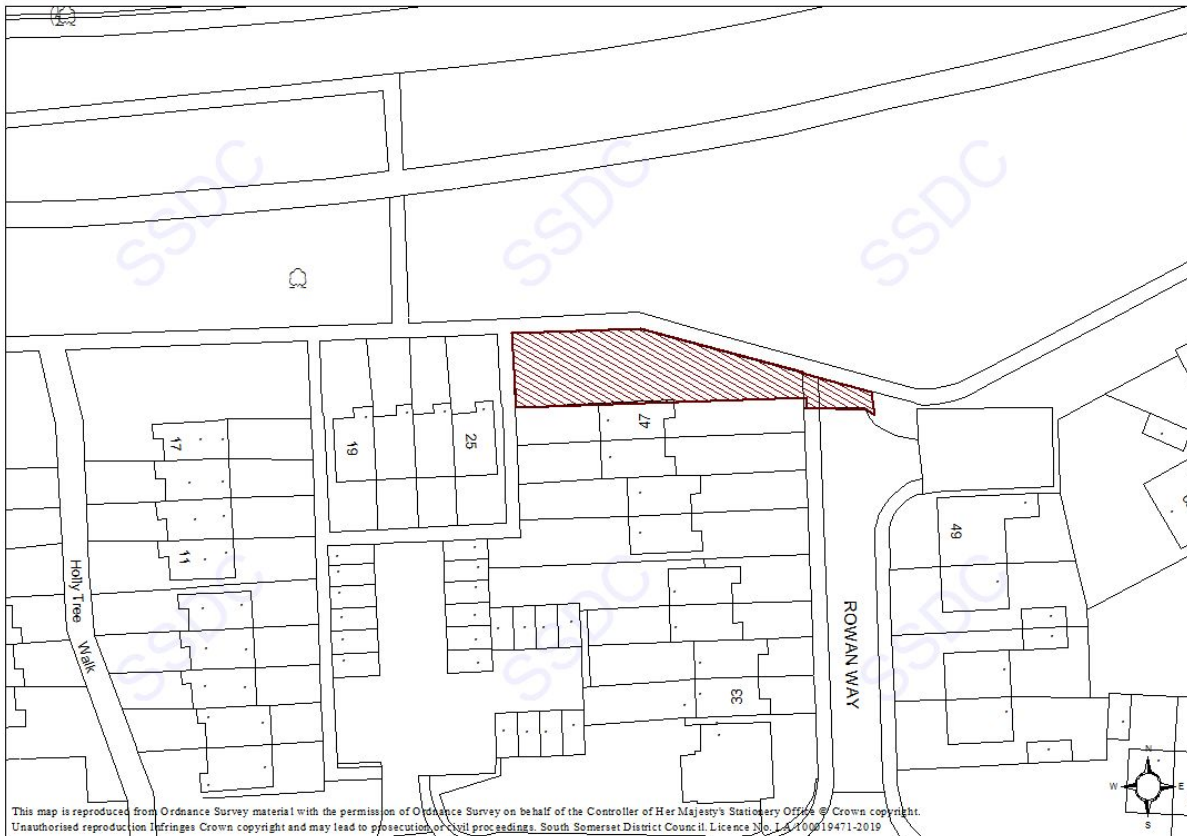 SSDC
SSDC
SSDC
17
19
25
47
11
49
Holly Tree
Walk
SSDC
SSDC
ROWAN WAY
SSDC
33
N
W
E
S
This map is reproduced from Ordnance Survey material with the permission of Ordnance Survey on behalf of the Controller of Her Majesty's Stationery Office © Crown copyright.
Unauthorised reproduction infringes Crown copyright and may lead to prosecution or civil proceedings. South Somerset District Council. Licence No. LA 100019471-2019